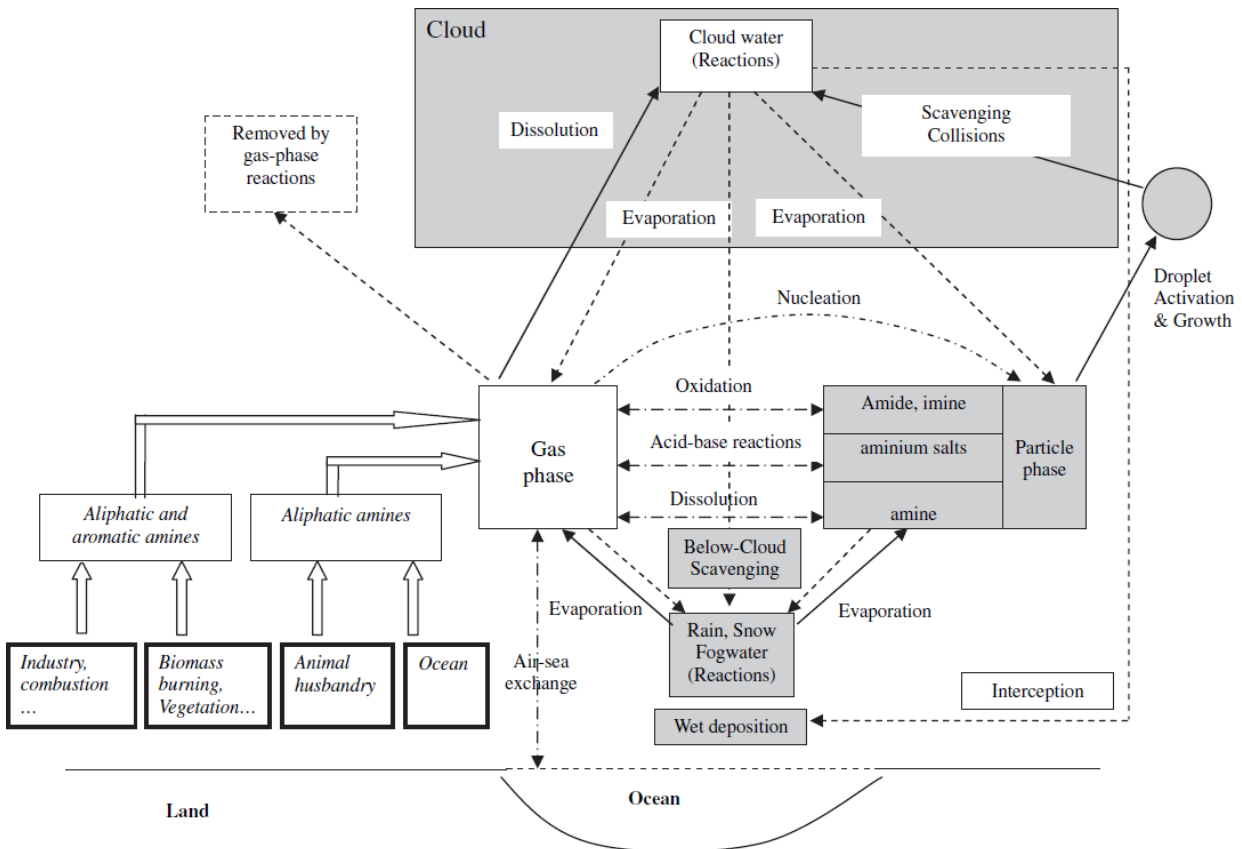 Cloud
Cloud water
(Reactions)
Removed by
gas-phase
reactions
Dissolution
Scavenging
Collisions
Evaporation
Evaporation
Droplet
Activation
& Growth
Nucleation
Oxidation
Acid-base reactions
Dissolution
Gas
phase
Amide, imine
aminium salts
amine
Particle
phase
Aliphatic and
aromatic amines
Aliphatic amines
Below-Cloud
Scavenging
Evaporation
Evaporation
Rain, Snow
Fogwater
(Reactions)
Industry,
combustion
…
Biomass
burning,
Vegetation…
Animal
husbandry
Ocean
Air-sea
exchange
Interception
Wet deposition
Land
Ocean